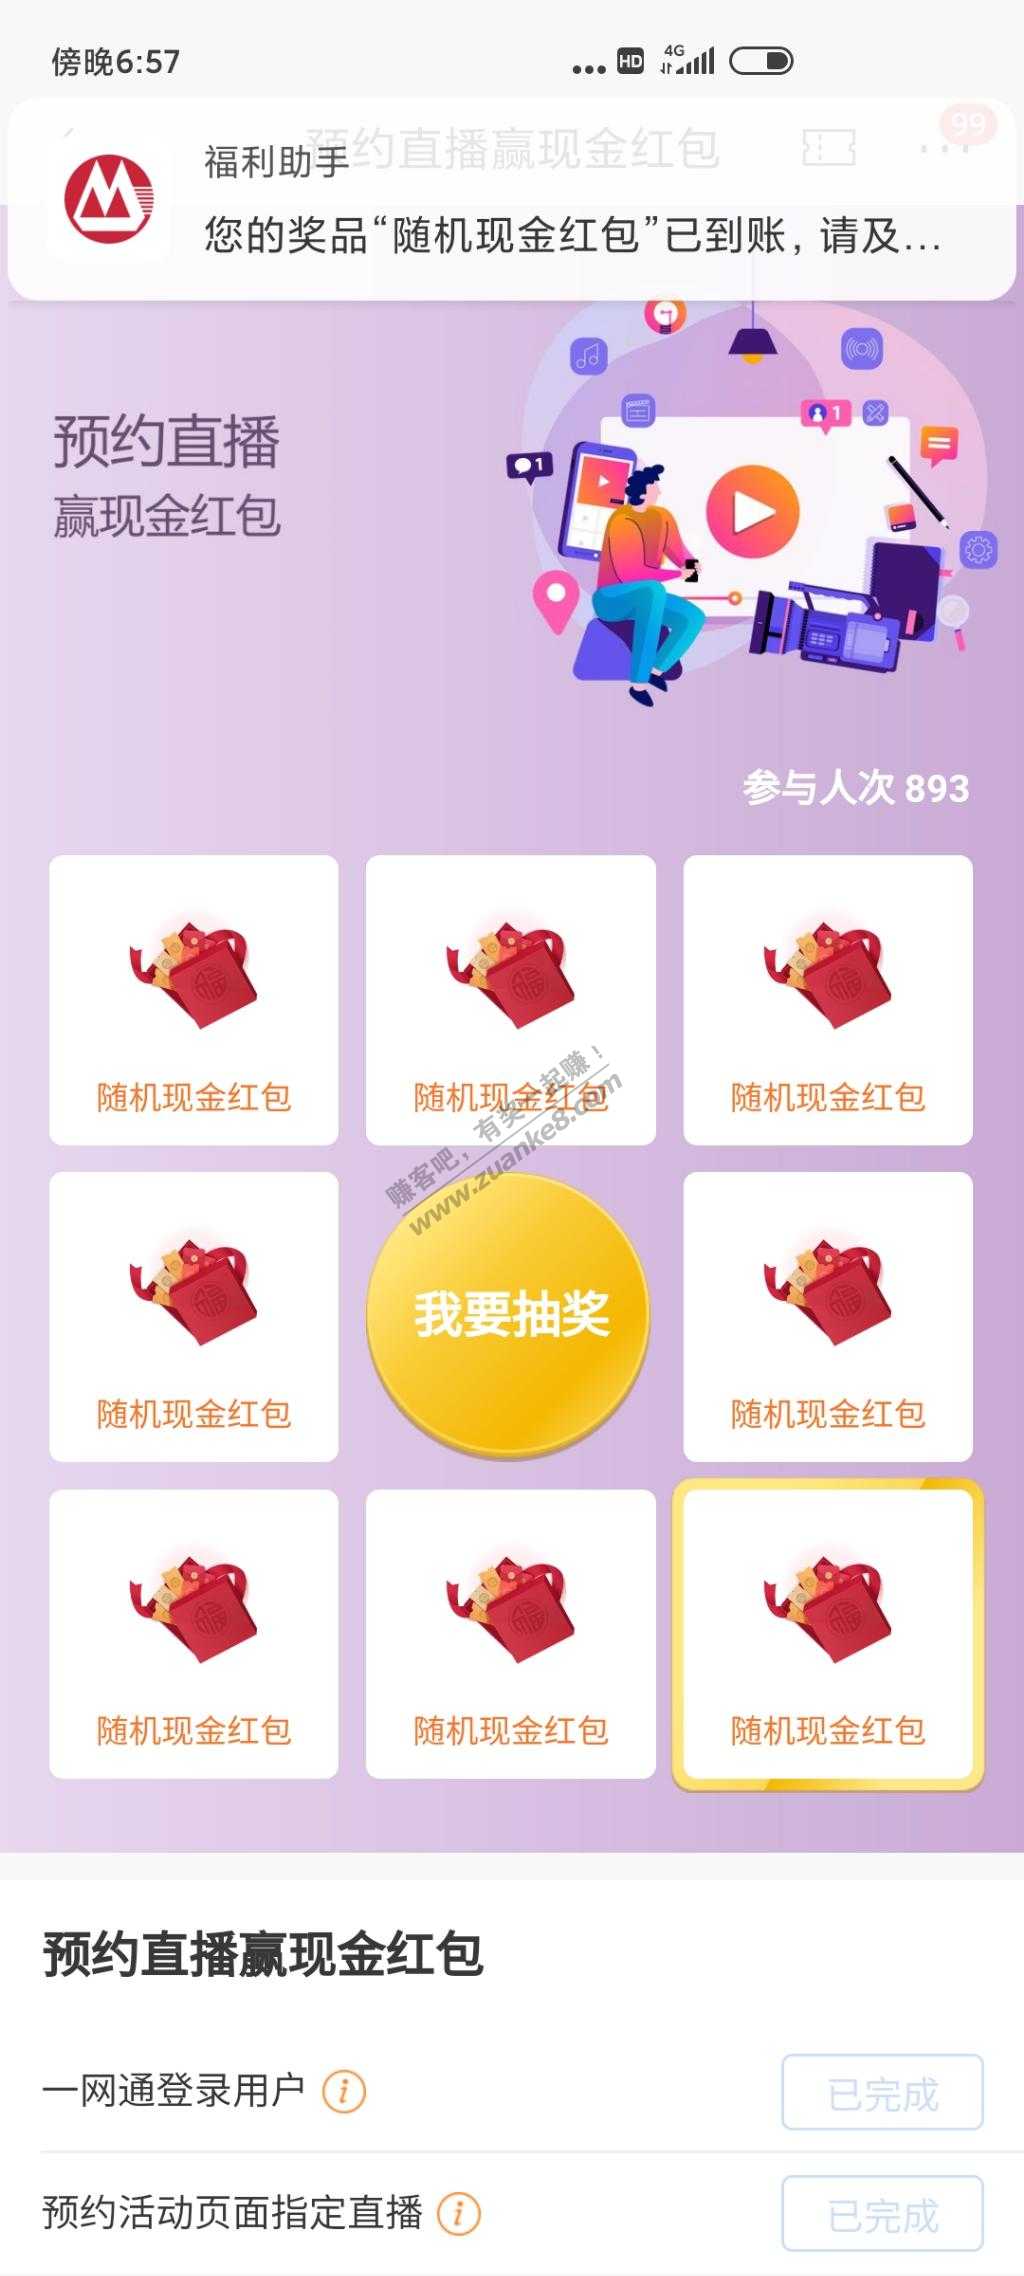 傍晚6:57
HD
4G
预约直播赢现金红包
99
福利助手
您的奖品“随机现金红包”已到账，请及...
1
1
预约直播
赢现金红包
参与人次 893
随机现金红包
随机现金红包
随机现金红包
赚客吧，有奖一起赚！
www.zuanke8.com
随机现金红包
我要抽奖
随机现金红包
随机现金红包
随机现金红包
随机现金红包
预约直播赢现金红包
一网通登录用户
已完成
预约活动页面指定直播
已完成